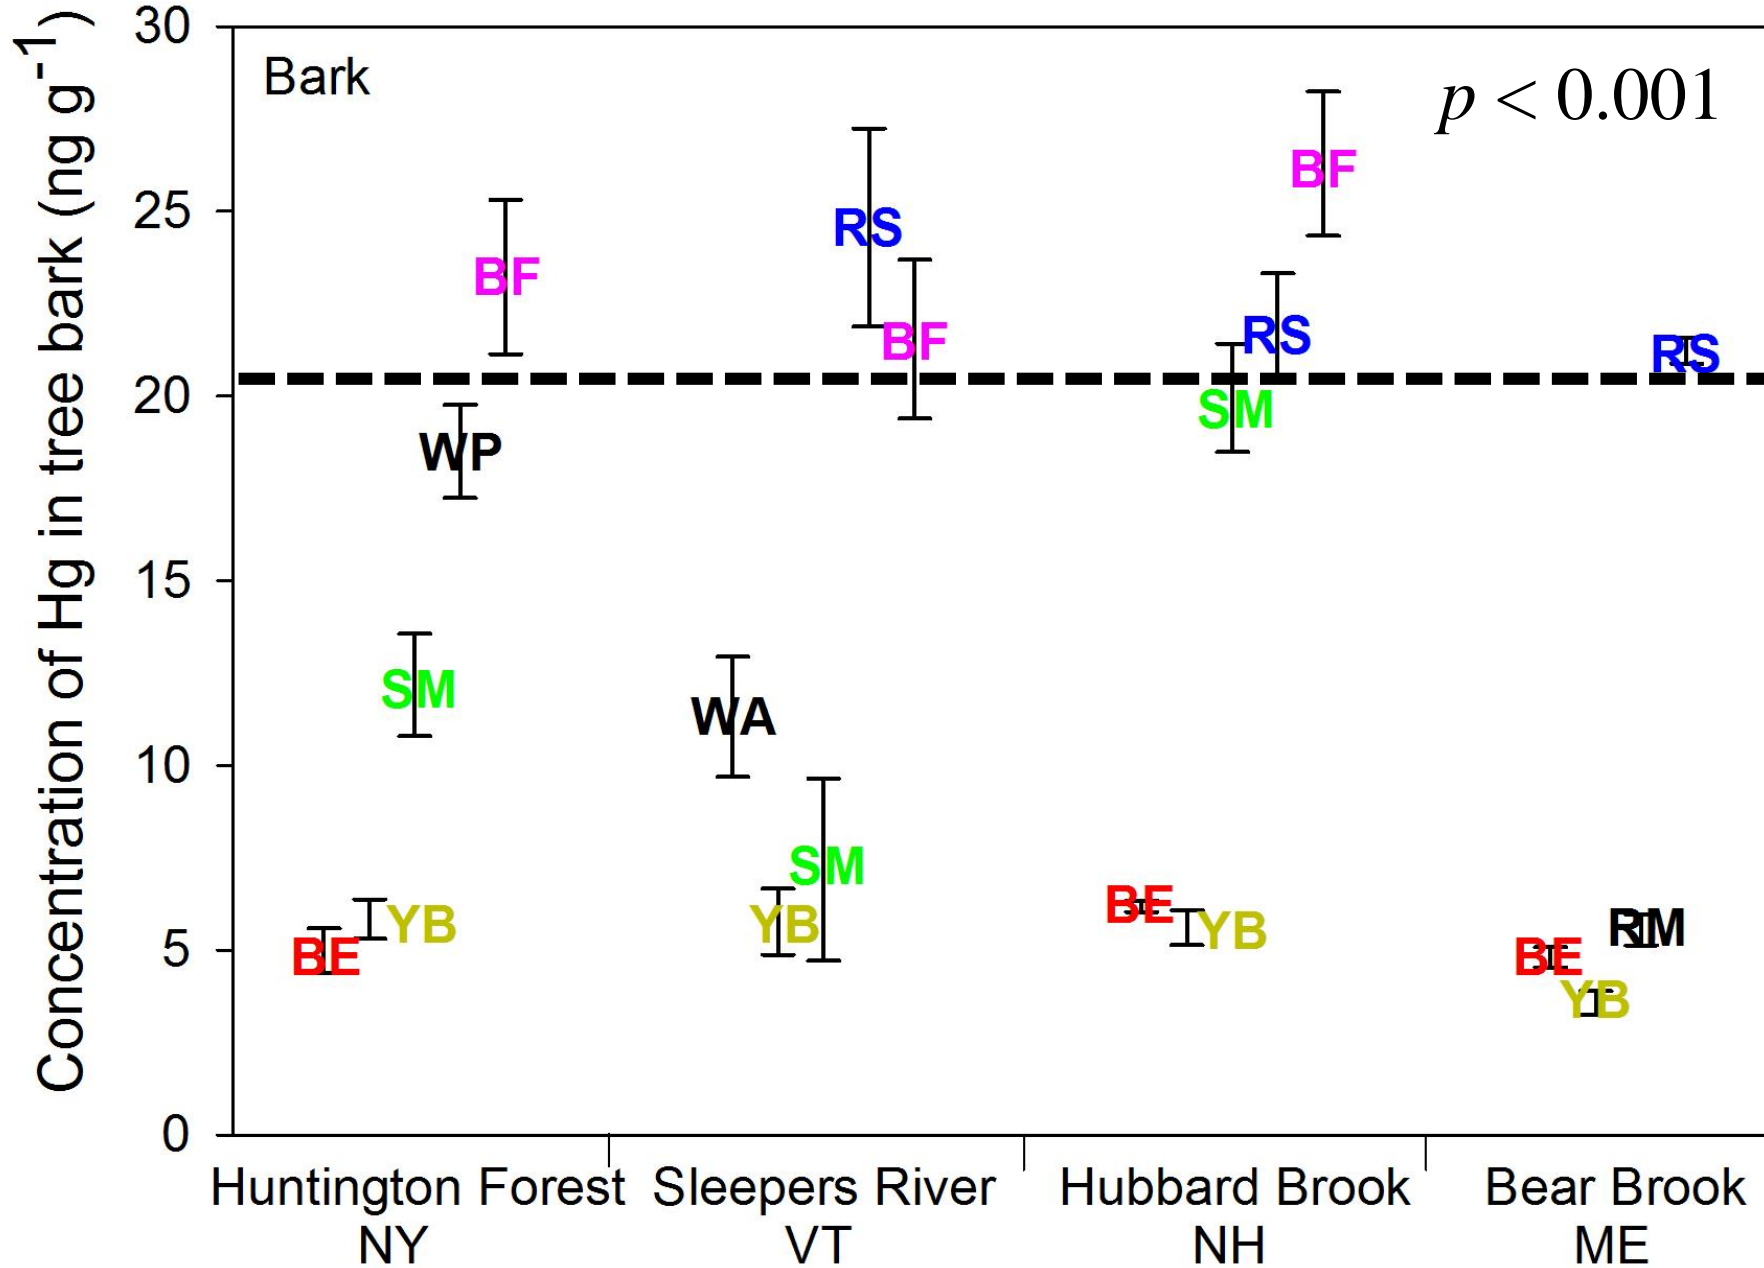 Concentration of Hg in tree bark (ng g⁻¹)
30
25
20
15
10
5
0
Bark
p < 0.001
BF
RS
BF
BF
RS
SM
RS
WP
SM
WA
SM
BE
YB
YB
BE
YB
BE
YB
RM
Huntington Forest Sleepers River Hubbard Brook Bear Brook
NY VT NH ME